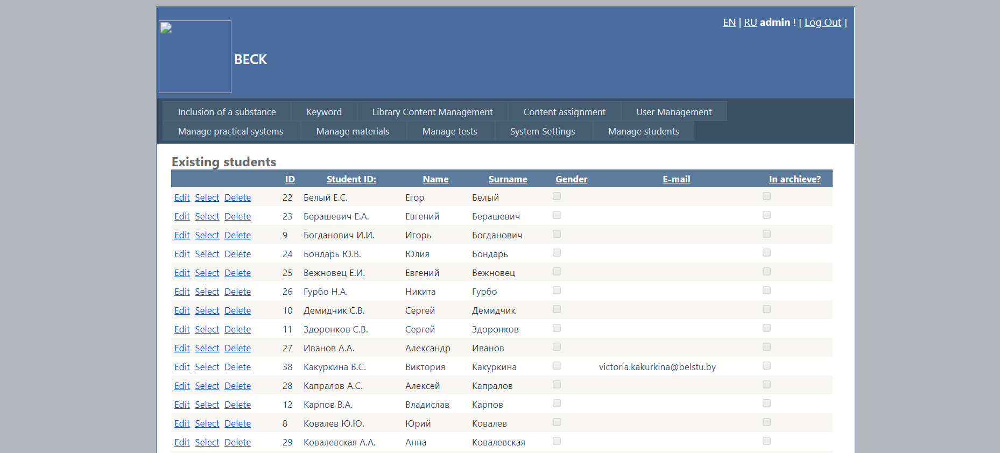 EN | RU admin ! [ Log Out ]
BECK
Inclusion of a substance Keyword Library Content Management Content assignment User Management
Manage practical systems Manage materials Manage tests System Settings Manage students
Existing students
ID Student ID: Name Surname Gender E-mail In archieve?
Edit Select Delete 22 Белый Е.С. Егор Белый
Edit Select Delete 23 Берашевич Е.А. Евгений Берашевич
Edit Select Delete 9 Богданович И.И. Игорь Богданович
Edit Select Delete 24 Бондарь Ю.В. Юлия Бондарь
Edit Select Delete 25 Вежновец Е.И. Евгений Вежновец
Edit Select Delete 26 Гурбо Н.А. Никита Гурбо
Edit Select Delete 10 Демидчик С.В. Сергей Демидчик
Edit Select Delete 11 Здоронков С.В. Сергей Здоронков
Edit Select Delete 27 Иванов А.А. Александр Иванов
Edit Select Delete 38 Какуркина В.С. Виктория Какуркина victoria.kakurkina@belstu.by
Edit Select Delete 28 Капралов А.С. Алексей Капралов
Edit Select Delete 12 Карпов В.А. Владислав Карпов
Edit Select Delete 8 Ковалев Ю.Ю. Юрий Ковалев
Edit Select Delete 29 Ковалевская А.А. Анна Ковалевская